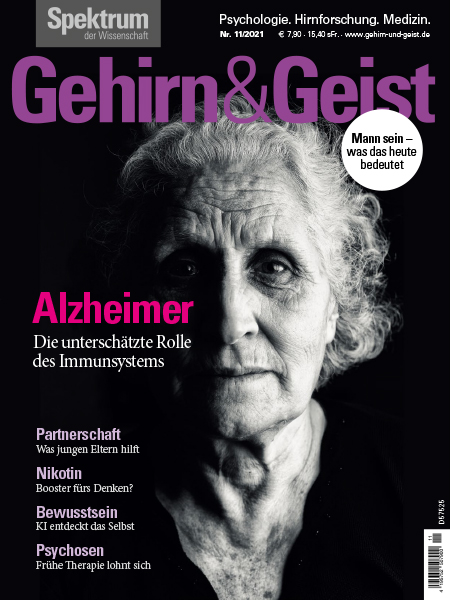 Spektrum
der Wissenschaft
Psychologie. Hirnforschung. Medizin.
Nr. 11/2021 € 7,90 · 15,40 sFr. · www.gehirn-und-geist.de
Gehirn&Geist
Mann sein –
was das heute
bedeutet
Alzheimer
Die unterschätzte Rolle
des Immunsystems
Partnerschaft
Was jungen Eltern hilft
Nikotin
Booster fürs Denken?
Bewusstsein
KI entdeckt das Selbst
Psychosen
Frühe Therapie lohnt sich
D57525
11